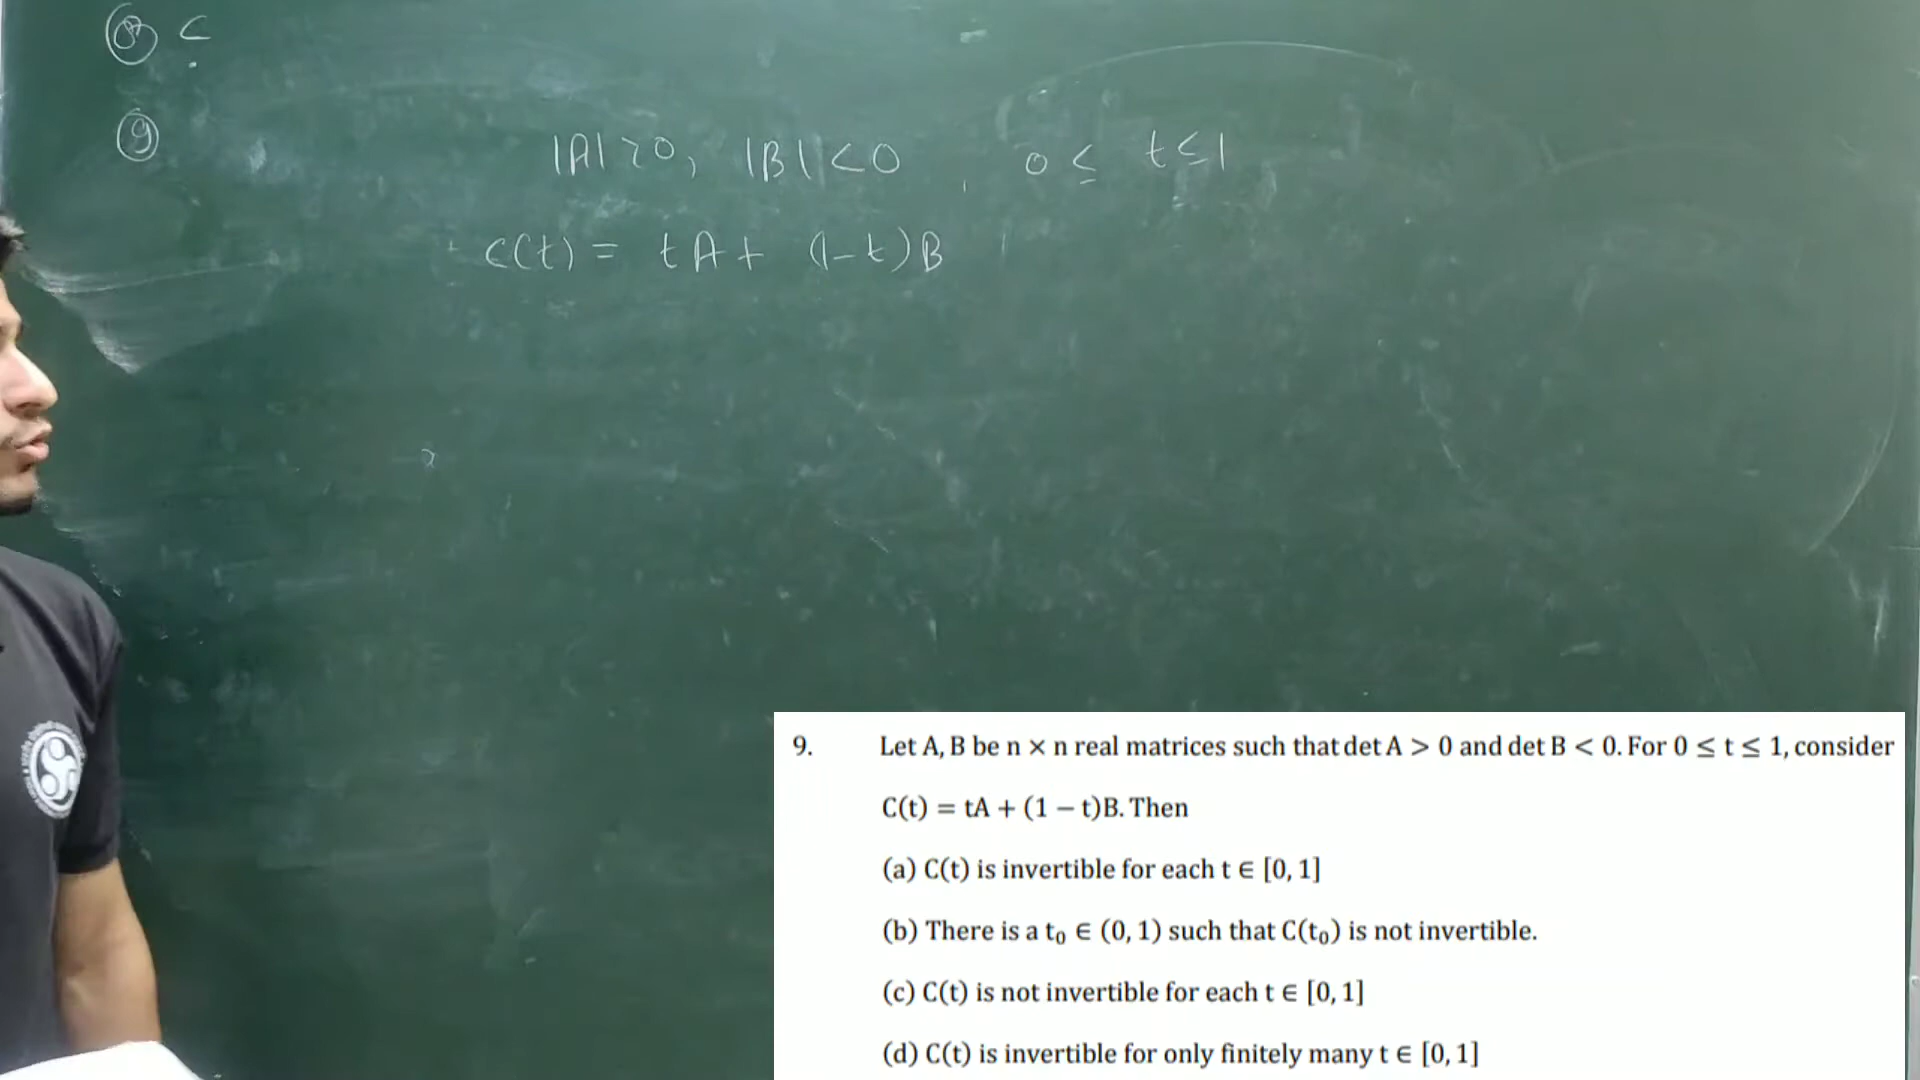 ⑧ c
⑨
|A| > 0, |B| < 0, 0 ≤ t ≤ 1
c(t) = tA + (1-t)B
9. Let A, B be n × n real matrices such that det A > 0 and det B < 0. For 0 ≤ t ≤ 1, consider
C(t) = tA + (1 − t)B. Then
(a) C(t) is invertible for each t ∈ [0, 1]
(b) There is a t₀ ∈ (0, 1) such that C(t₀) is not invertible.
(c) C(t) is not invertible for each t ∈ [0, 1]
(d) C(t) is invertible for only finitely many t ∈ [0, 1]